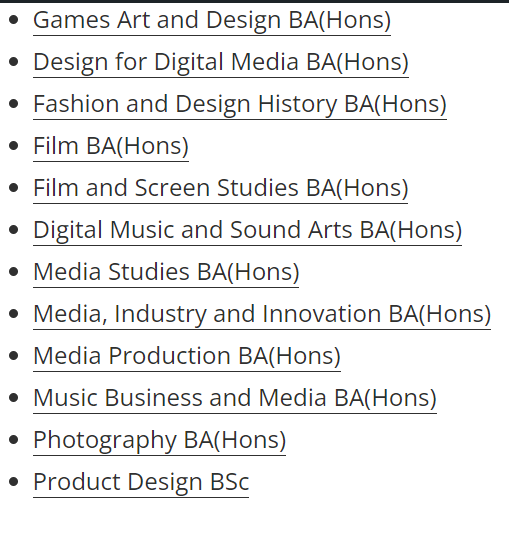 Games Art and Design BA(Hons)
Design for Digital Media BA(Hons)
Fashion and Design History BA(Hons)
Film BA(Hons)
Film and Screen Studies BA(Hons)
Digital Music and Sound Arts BA(Hons)
Media Studies BA(Hons)
Media, Industry and Innovation BA(Hons)
Media Production BA(Hons)
Music Business and Media BA(Hons)
Photography BA(Hons)
Product Design BSc